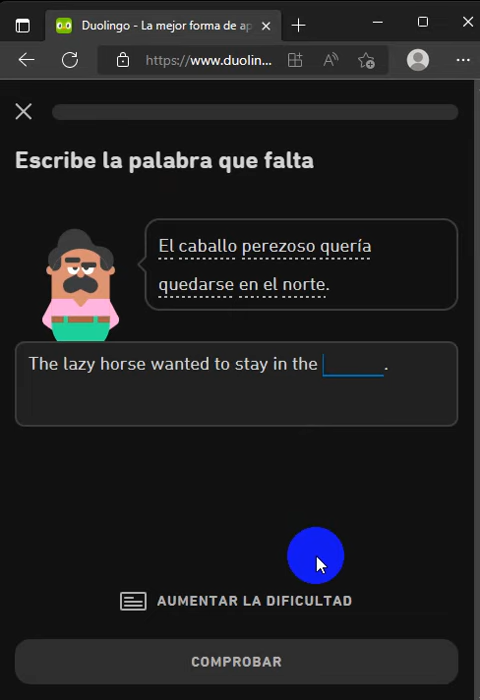 Duolingo - La mejor forma de ap
https://www.duolin...
Escribe la palabra que falta
El caballo perezoso quería
quedarse en el norte.
The lazy horse wanted to stay in the ______.
AUMENTAR LA DIFICULTAD
COMPROBAR